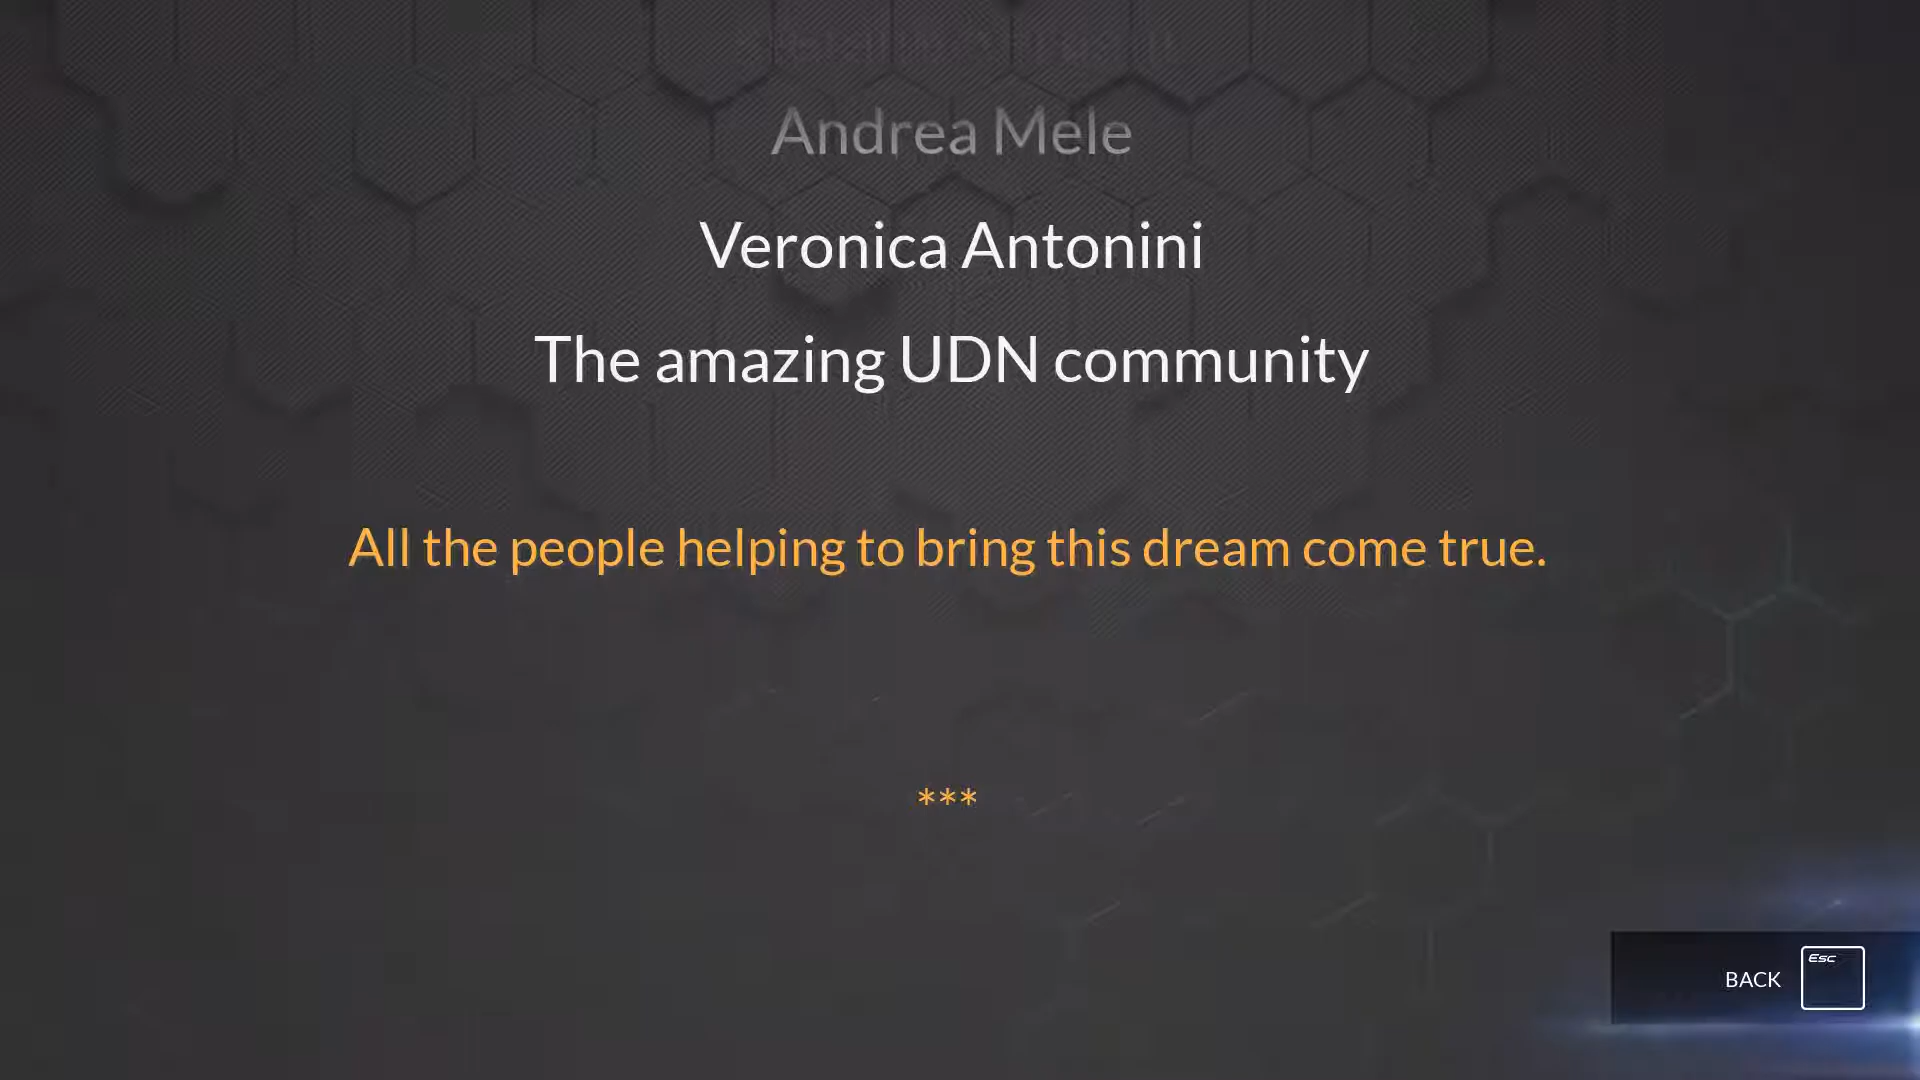 Andrea Mele
Veronica Antonini
The amazing UDN community
All the people helping to bring this dream come true.
***
BACK
Esc